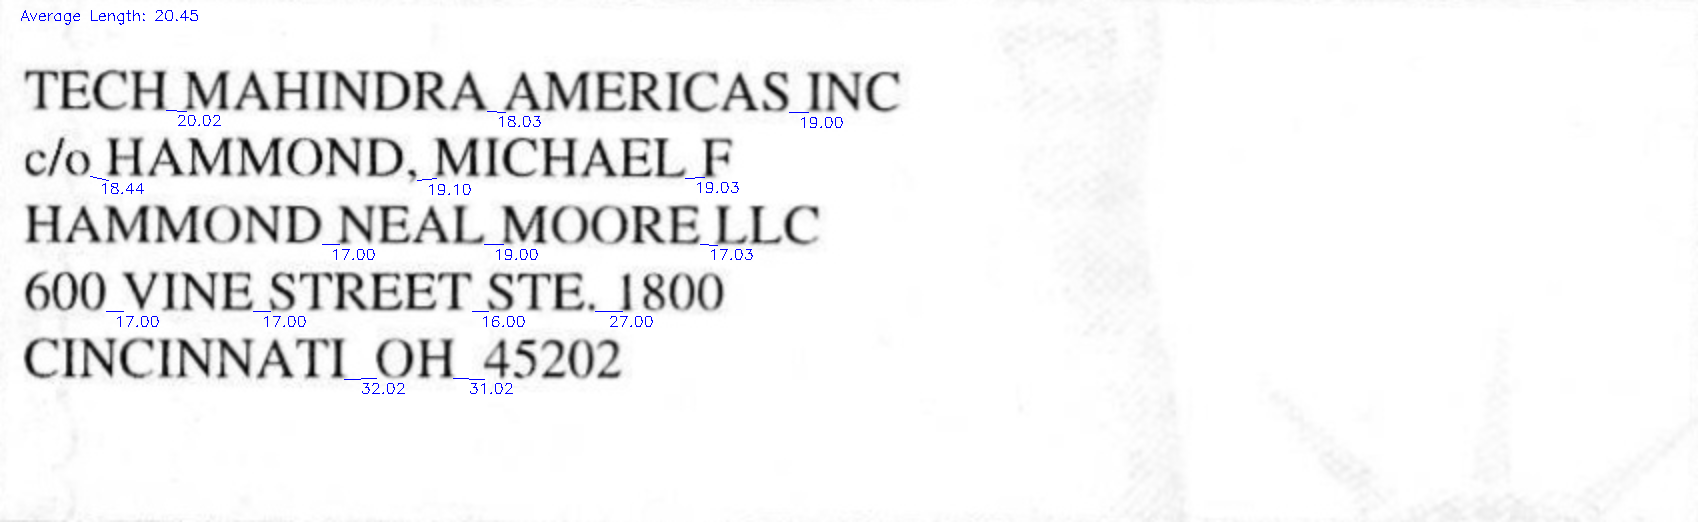 Average Length: 20.45
TECH MAHINDRA AMERICAS INC
20.02 18.03 19.00
c/o HAMMOND, MICHAEL F
18.44 19.10 19.03
HAMMOND NEAL MOORE LLC
17.00 19.00 17.03
600 VINE STREET STE. 1800
17.00 17.00 16.00 27.00
CINCINNATI OH 45202
32.02 31.02